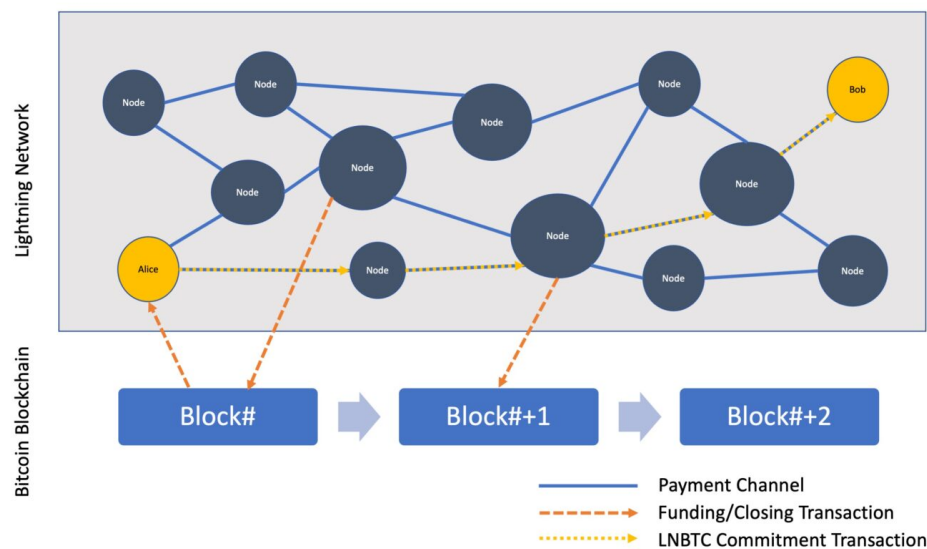 Lightning Network
Node
Node
Node
Node
Bob
Node
Node
Node
Node
Alice
Node
Node
Node
Bitcoin Blockchain
Block#
Block#+1
Block#+2
Payment Channel
Funding/Closing Transaction
LNBTC Commitment Transaction